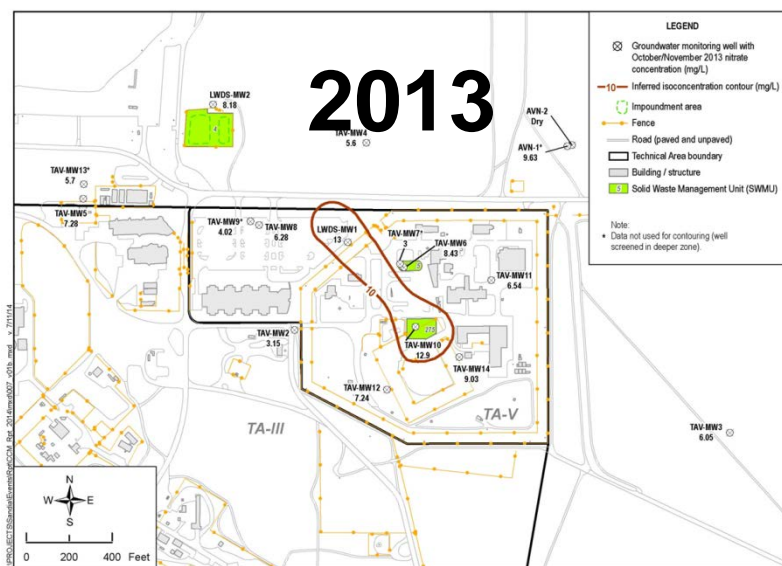 2013
LWDS-MW2
8.18
4
TAV-MW4
5.6
AVN-2
Dry
AVN-1*
9.63
TAV-MW13*
5.7
TAV-MW5
7.28
TAV-MW9*
4.02
TAV-MW8
6.28
LWDS-MW1
13
TAV-MW7*
3
TAV-MW6
8.43
TAV-MW11
6.54
10
275
TAV-MW2
3.15
TAV-MW10
12.9
TAV-MW14
9.03
TAV-MW12
7.24
TA-III
TA-V
TAV-MW3
6.05
N
W E
S
0 200 400 Feet
LEGEND
Groundwater monitoring well with
October/November 2013 nitrate
concentration (mg/L)
10 Inferred isoconcentration contour (mg/L)
Impoundment area
Fence
Road (paved and unpaved)
Technical Area boundary
Building / structure
5 Solid Waste Management Unit (SWMU)
Note:
* Data not used for contouring (well
screened in deeper zone).